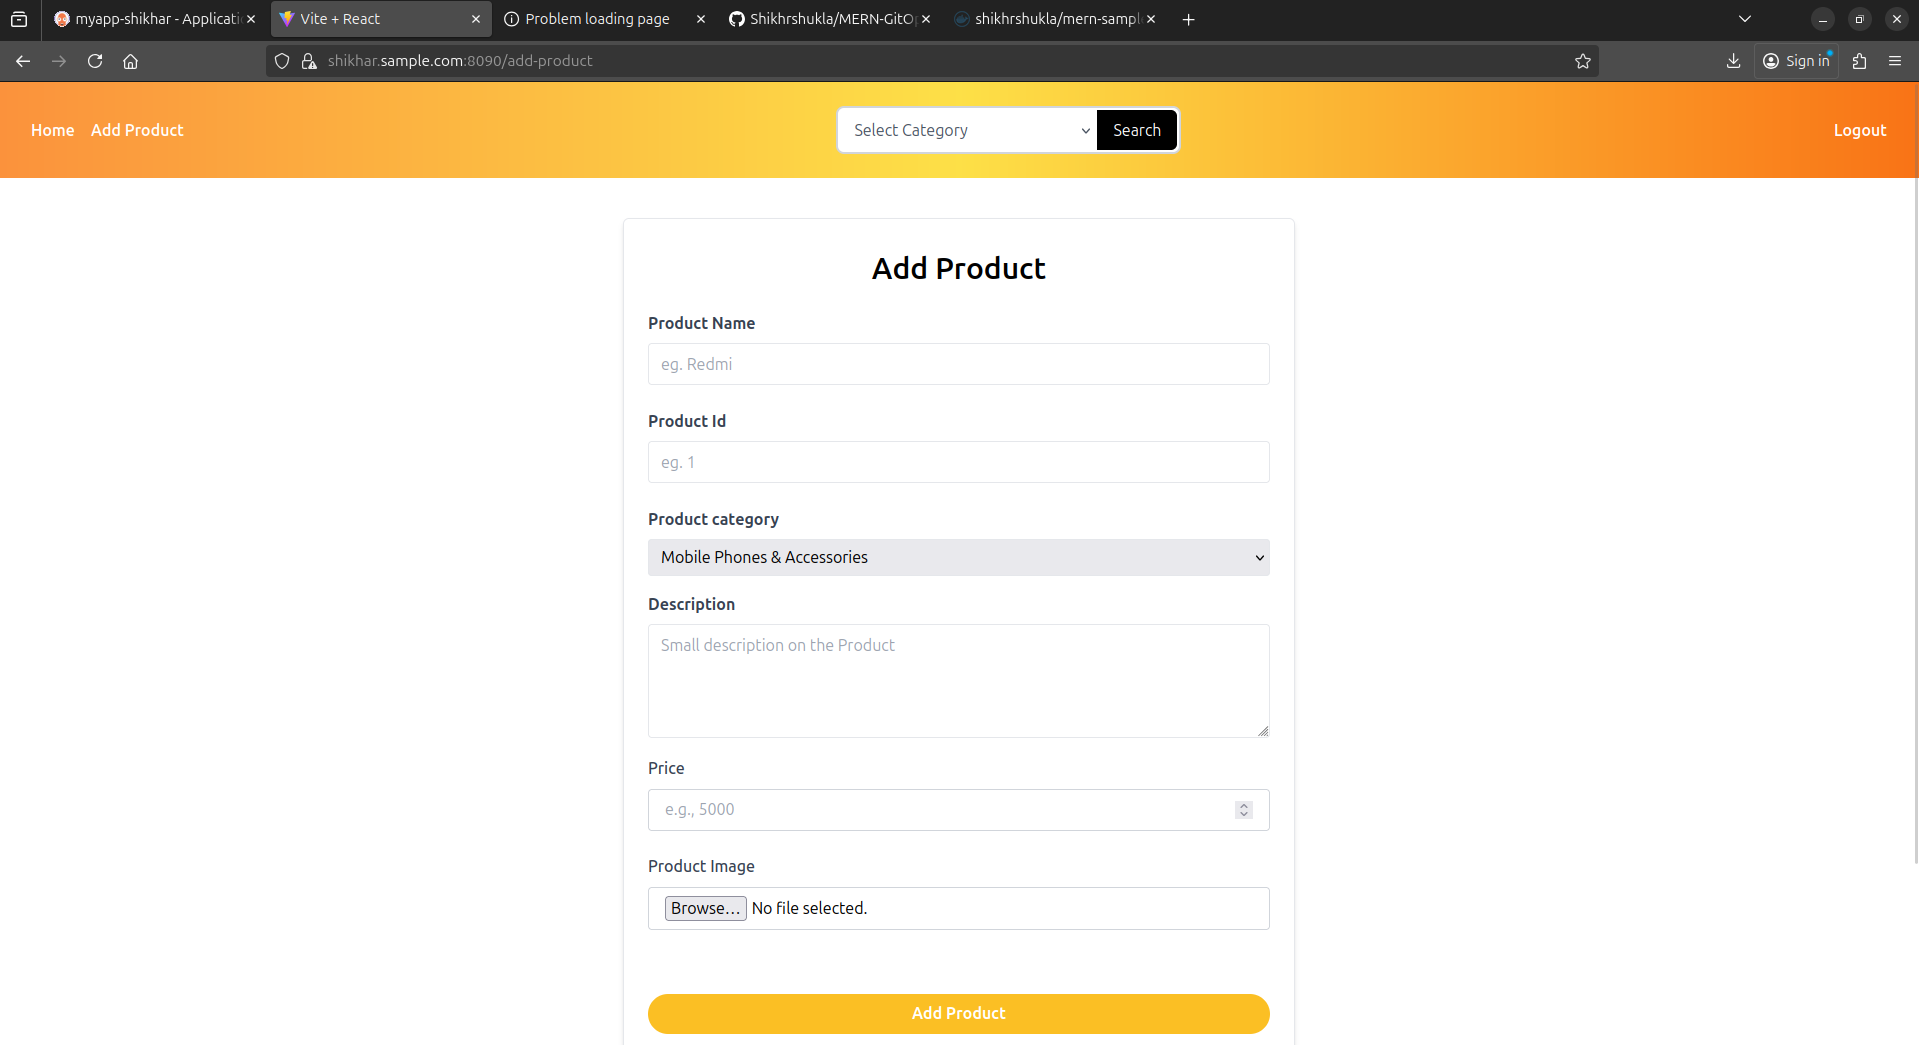 myapp-shikhar - Applicati
Vite + React
Problem loading page
Shikhrshukla/MERN-GitOp
shikhrshukla/mern-sampl
shikhar.sample.com:8090/add-product
Sign in
Home
Add Product
Select Category
Search
Logout
Add Product
Product Name
eg. Redmi
Product Id
eg. 1
Product category
Mobile Phones & Accessories
Description
Small description on the Product
Price
e.g., 5000
Product Image
Browse... No file selected.
Add Product